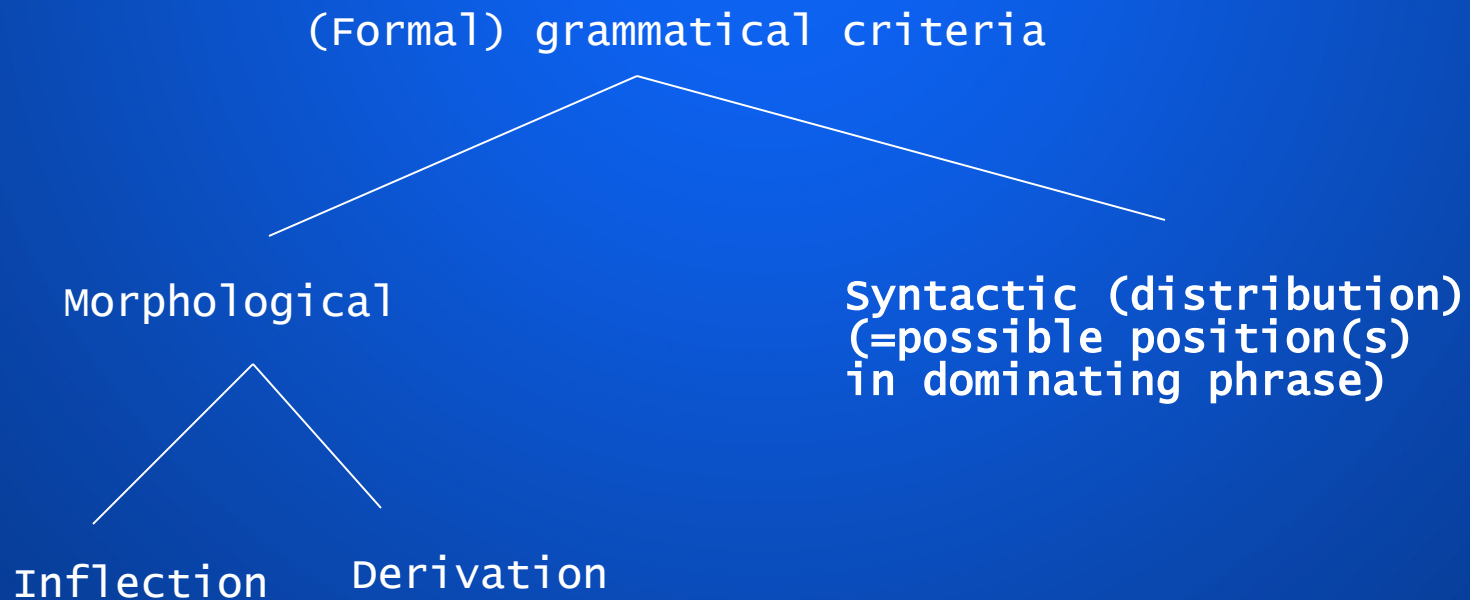 (Formal) grammatical criteria
Morphological
Syntactic (distribution)
(=possible position(s)
in dominating phrase)
Inflection
Derivation